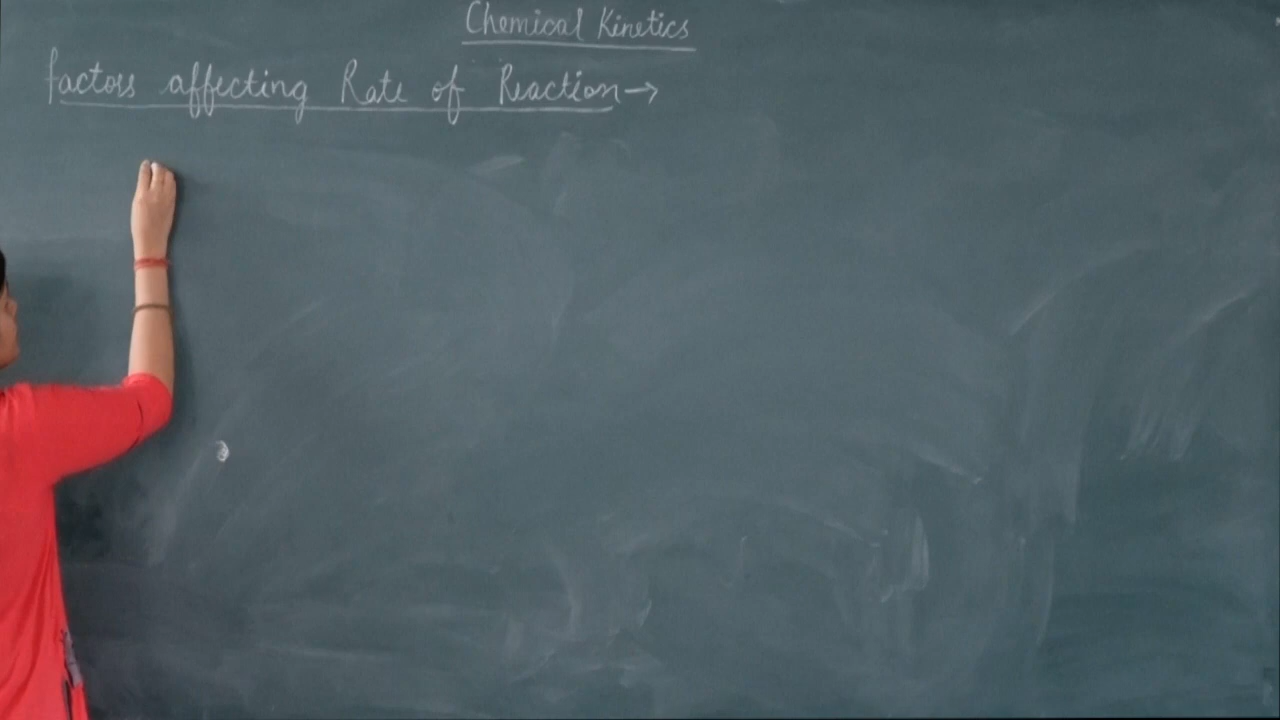 Chemical Kinetics
Factors affecting Rate of Reaction→